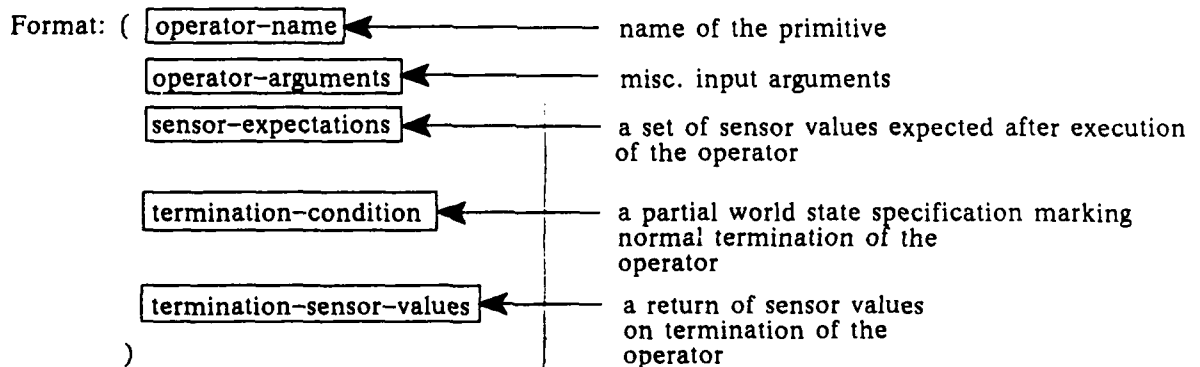 Format: ( operator-name name of the primitive
operator-arguments misc. input arguments
sensor-expectations a set of sensor values expected after execution
of the operator
termination-condition a partial world state specification marking
normal termination of the
operator
termination-sensor-values a return of sensor values
on termination of the
) operator